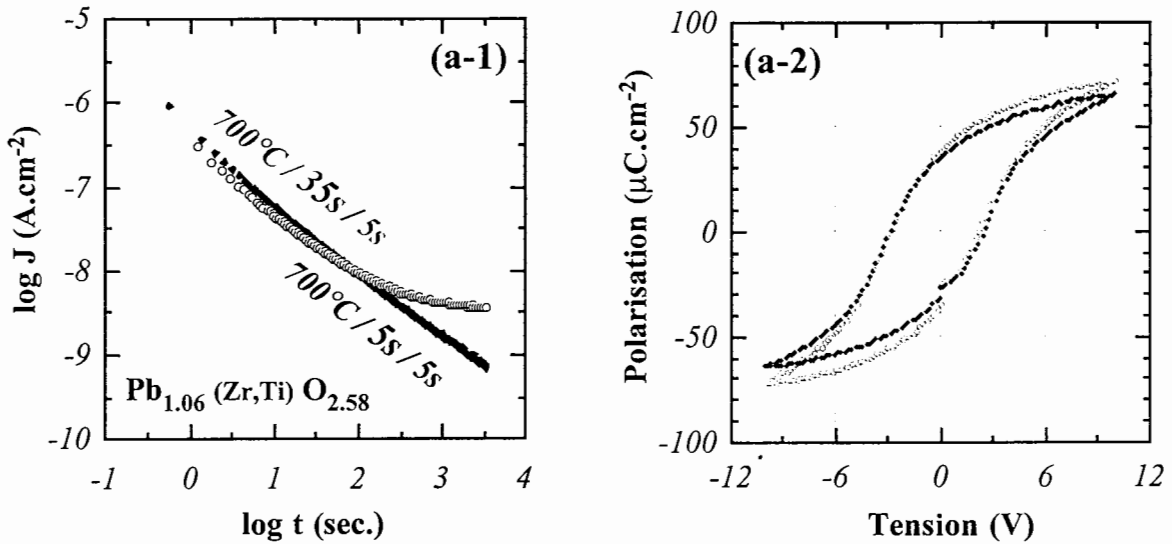 (a-1)
log J (A.cm-2)
-5
-6
-7
-8
-9
-10
700°C / 35s / 5s
700°C / 5s / 5s
Pb1.06 (Zr,Ti) O2.58
-1 0 1 2 3 4
log t (sec.)
(a-2)
Polarisation (μC.cm-2)
100
50
0
-50
-100
-12 -6 0 6 12
Tension (V)